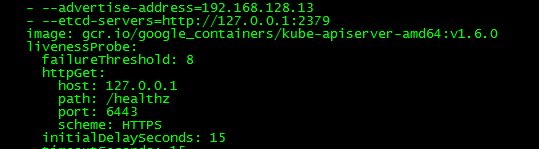 - --advertise-address=192.168.128.13
- --etcd-servers=http://127.0.0.1:2379
image: gcr.io/google_containers/kube-apiserver-amd64:v1.6.0
livenessProbe:
  failureThreshold: 8
  httpGet:
    host: 127.0.0.1
    path: /healthz
    port: 6443
    scheme: HTTPS
  initialDelaySeconds: 15
  timeoutSeconds: 15